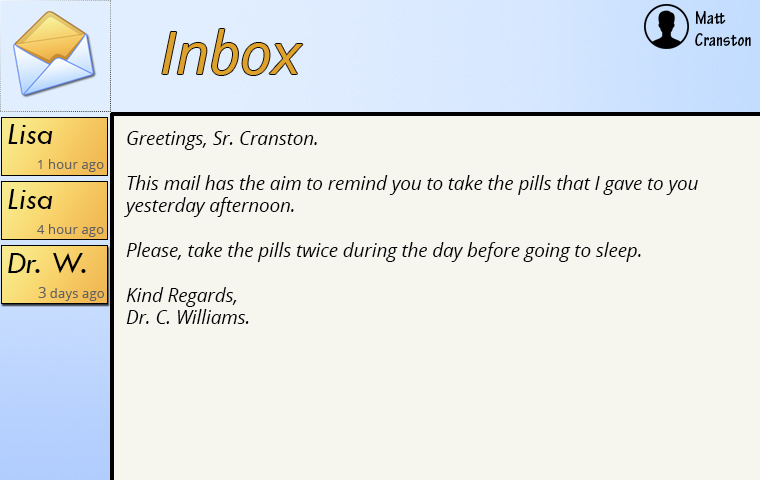 Inbox
Matt
Cranston
Lisa
1 hour ago
Lisa
4 hour ago
Dr. W.
3 days ago
Greetings, Sr. Cranston.
This mail has the aim to remind you to take the pills that I gave to you
yesterday afternoon.
Please, take the pills twice during the day before going to sleep.
Kind Regards,
Dr. C. Williams.